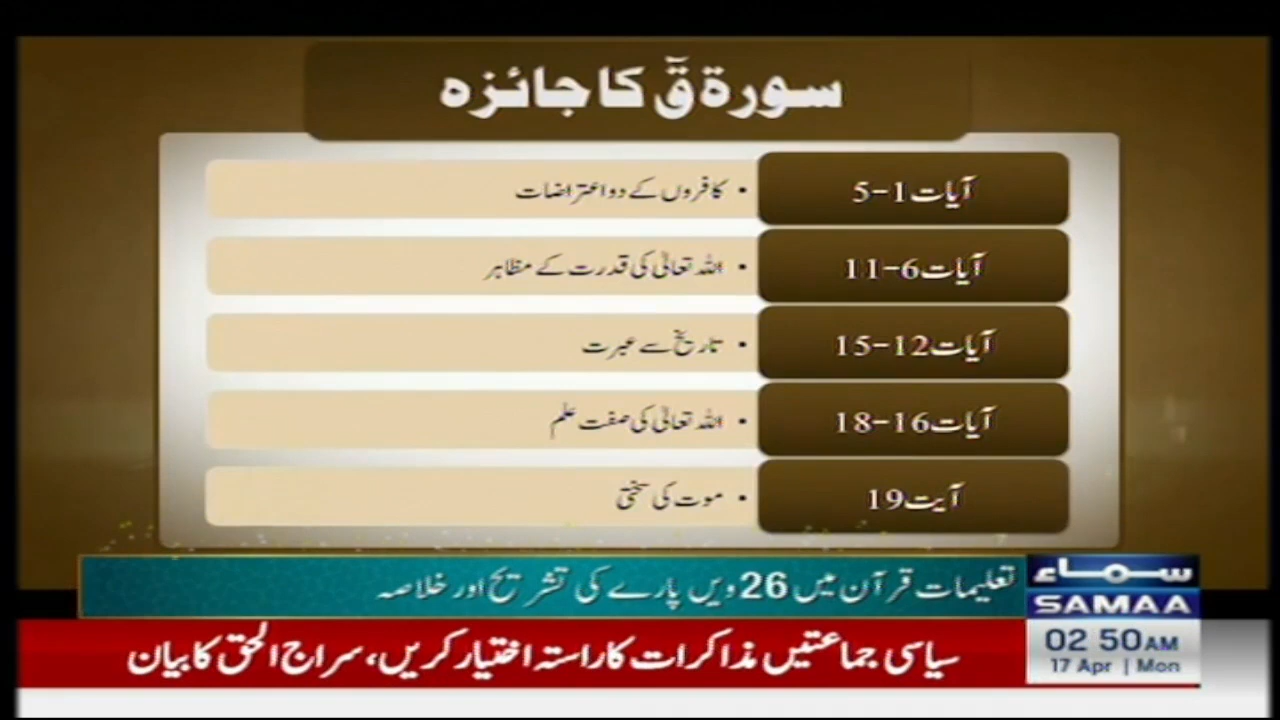 سورۃ قٓ کا جائزہ
آیات 1-5
• کافروں کے دو اعتراضات
آیات 6-11
• اللہ تعالیٰ کی قدرت کے مظاہر
آیات 12-15
• تاریخ سے عبرت
آیات 16-18
• اللہ تعالیٰ کی صفت علم
آیت 19
• موت کی سختی
تعلیمات قرآن میں 26 ویں پارے کی تشریح اور خلاصہ
سیاسی جماعتیں مذاکرات کا راستہ اختیار کریں، سراج الحق کا بیان
سماء
SAMAA
02 50 AM
17 Apr | Mon